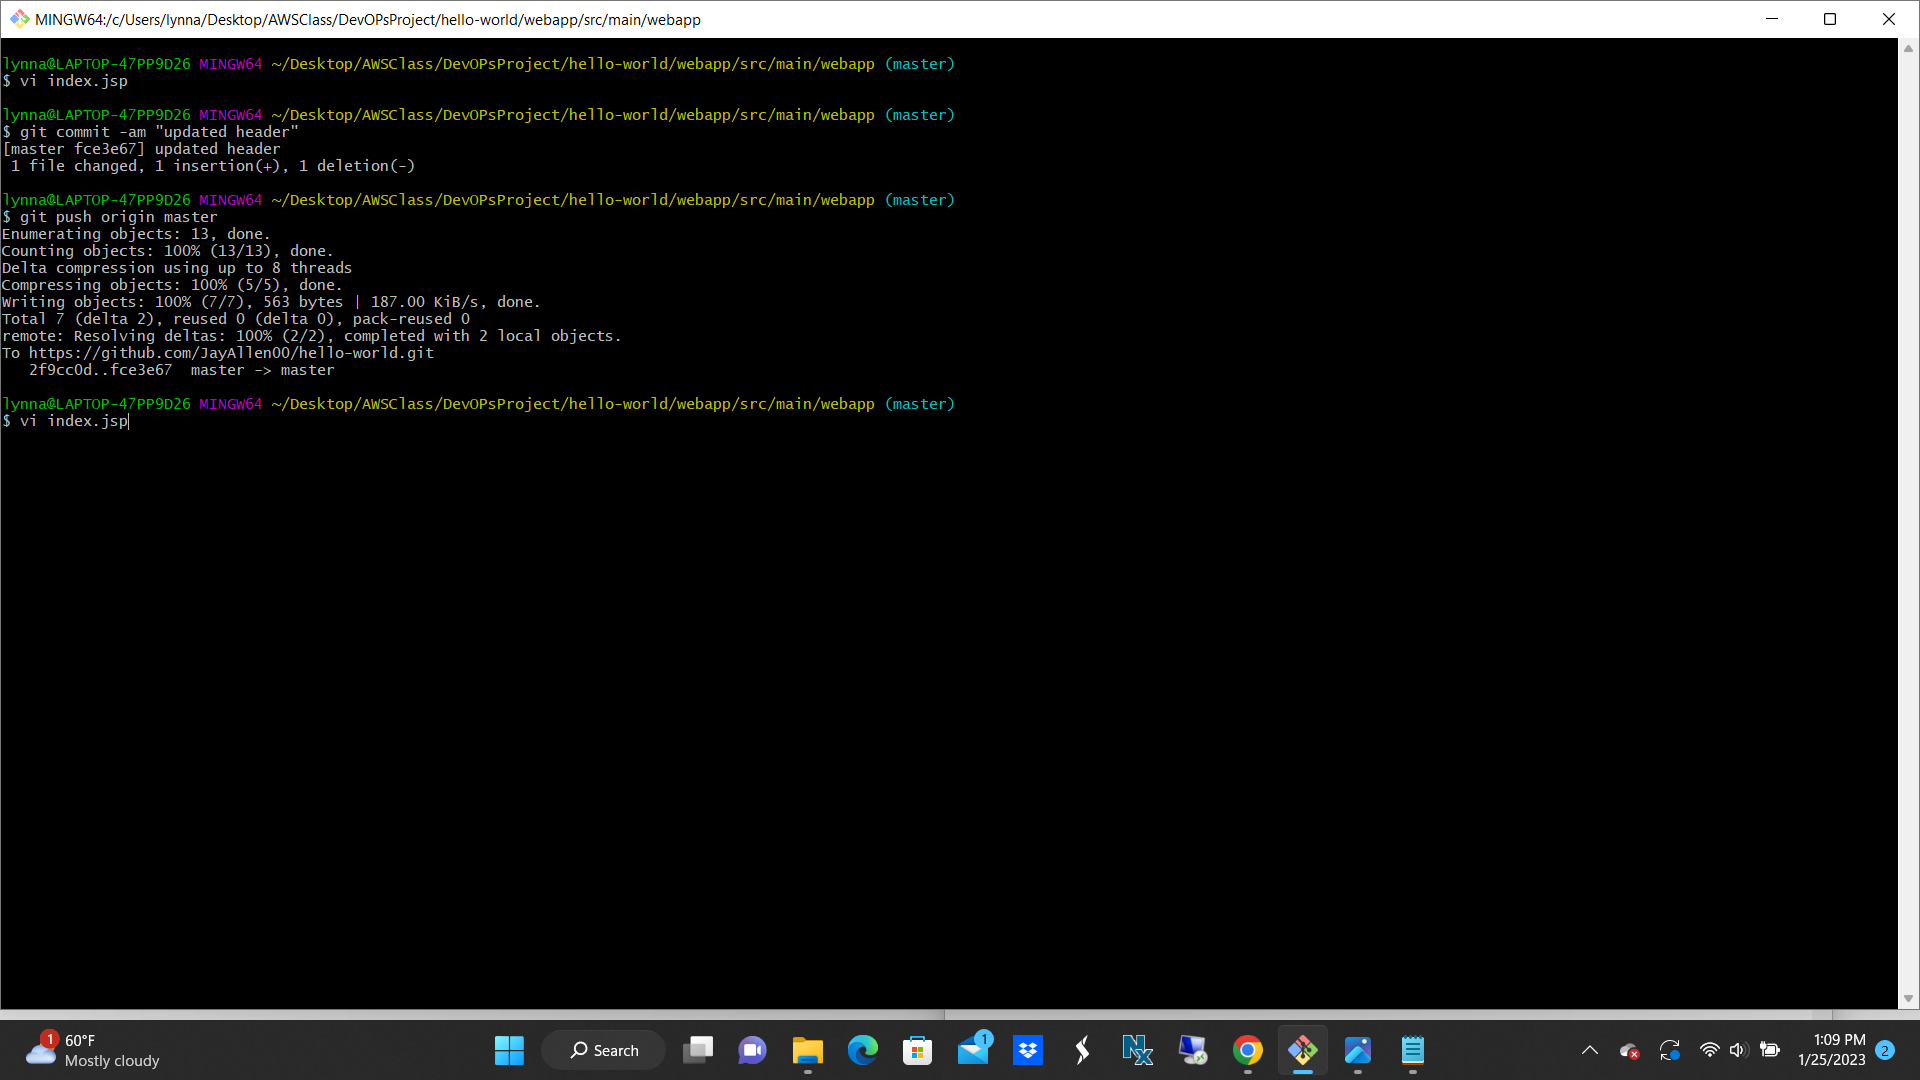 MINGW64:/c/Users/lynna/Desktop/AWSClass/DevOPsProject/hello-world/webapp/src/main/webapp
lynna@LAPTOP-47PP9D26 MINGW64 ~/Desktop/AWSClass/DevOPsProject/hello-world/webapp/src/main/webapp (master)
$ vi index.jsp
lynna@LAPTOP-47PP9D26 MINGW64 ~/Desktop/AWSClass/DevOPsProject/hello-world/webapp/src/main/webapp (master)
$ git commit -am "updated header"
[master fce3e67] updated header
 1 file changed, 1 insertion(+), 1 deletion(-)
lynna@LAPTOP-47PP9D26 MINGW64 ~/Desktop/AWSClass/DevOPsProject/hello-world/webapp/src/main/webapp (master)
$ git push origin master
Enumerating objects: 13, done.
Counting objects: 100% (13/13), done.
Delta compression using up to 8 threads
Compressing objects: 100% (5/5), done.
Writing objects: 100% (7/7), 563 bytes | 187.00 KiB/s, done.
Total 7 (delta 2), reused 0 (delta 0), pack-reused 0
remote: Resolving deltas: 100% (2/2), completed with 2 local objects.
To https://github.com/JayAllen00/hello-world.git
   2f9cc0d..fce3e67  master -> master
lynna@LAPTOP-47PP9D26 MINGW64 ~/Desktop/AWSClass/DevOPsProject/hello-world/webapp/src/main/webapp (master)
$ vi index.jsp
1
60°F
Mostly cloudy
Search
1
Nx
1:09 PM
1/25/2023
2